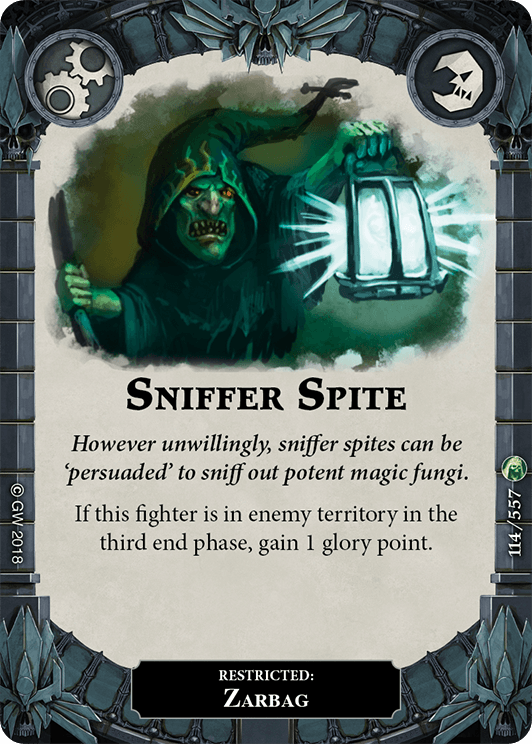 Sniffer Spite
However unwillingly, sniffer spites can be
‘persuaded’ to sniff out potent magic fungi.
If this fighter is in enemy territory in the
third end phase, gain 1 glory point.
© GW 2018
114/557
RESTRICTED:
Zarbag